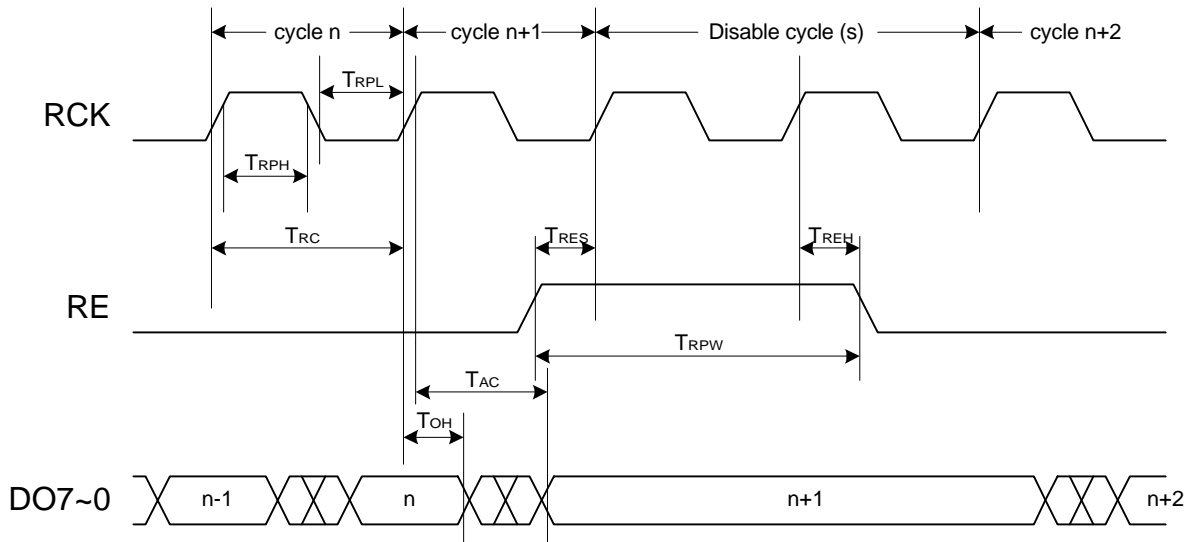 cycle n cycle n+1 Disable cycle (s) cycle n+2
TRPL
RCK
TRPH
TRC TRES TREH
RE
TRPW
TAC
TOH
DO7~0 n-1 n n+1 n+2